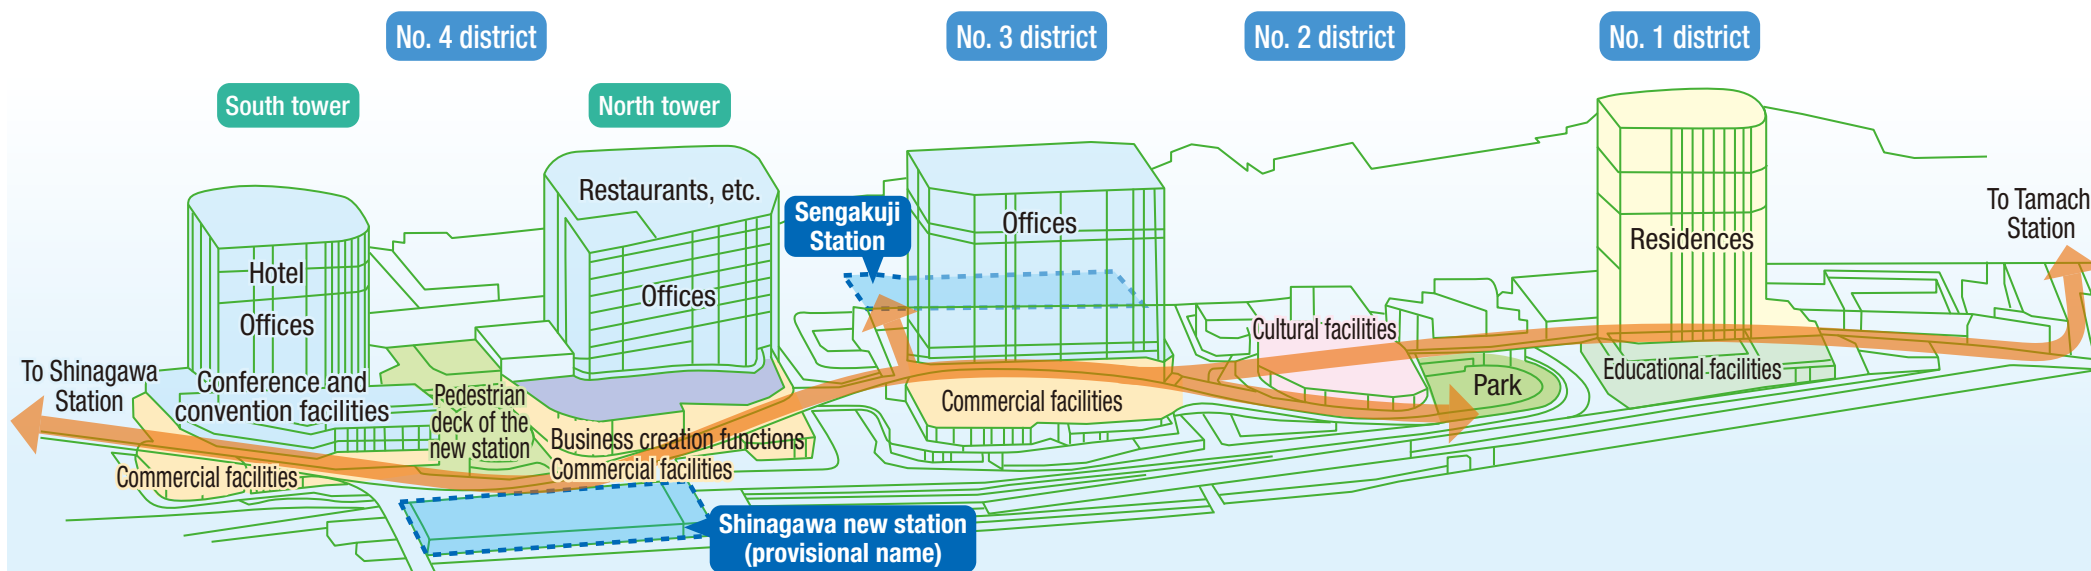 No. 4 district
No. 3 district
No. 2 district
No. 1 district
South tower
North tower
Restaurants, etc.
Offices
Hotel
Offices
Conference and
convention facilities
Commercial facilities
To Shinagawa
Station
Pedestrian
deck of the
new station
Business creation functions
Commercial facilities
Shinagawa new station
(provisional name)
Sengakuji
Station
Offices
Commercial facilities
Cultural facilities
Park
Residences
Educational facilities
To Tamach
Station